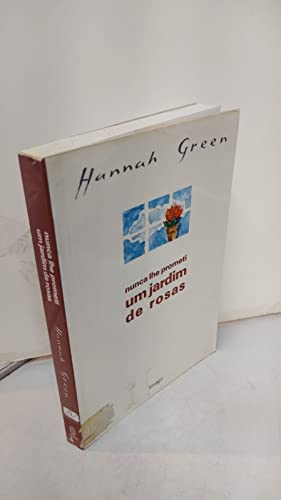 Hannah Green
nunca lhe prometi
um jardim
de rosas
imago
nunca lhe prometi
um jardim de rosas
Hannah Green